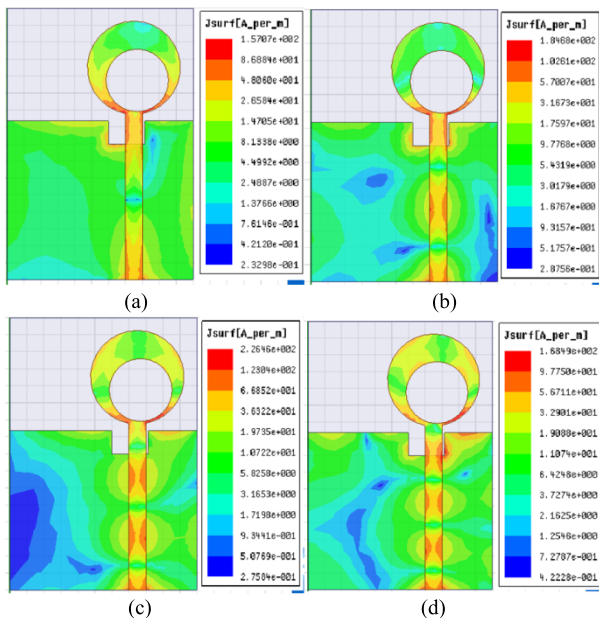 Jsurf[A_per_m]
1.5707e+002
8.6884e+001
4.8060e+001
2.6584e+001
1.4705e+001
8.1338e+000
4.4992e+000
2.4887e+000
1.3766e+000
7.6146e-001
4.2120e-001
2.3298e-001
(a)
Jsurf[A_per_m]
1.8468e+002
1.0261e+002
5.7007e+001
3.1673e+001
1.7597e+001
9.7768e+000
5.4319e+000
3.0179e+000
1.6767e+000
9.3157e-001
5.1757e-001
2.8756e-001
(b)
Jsurf[A_per_m]
2.2646e+002
1.2304e+002
6.6852e+001
3.6322e+001
1.9735e+001
1.0722e+001
5.8258e+000
3.1653e+000
1.7198e+000
9.3441e-001
5.0769e-001
2.7584e-001
(c)
Jsurf[A_per_m]
1.6849e+002
9.7750e+001
5.6711e+001
3.2901e+001
1.9088e+001
1.1074e+001
6.4248e+000
3.7274e+000
2.1625e+000
1.2546e+000
7.2787e-001
4.2228e-001
(d)